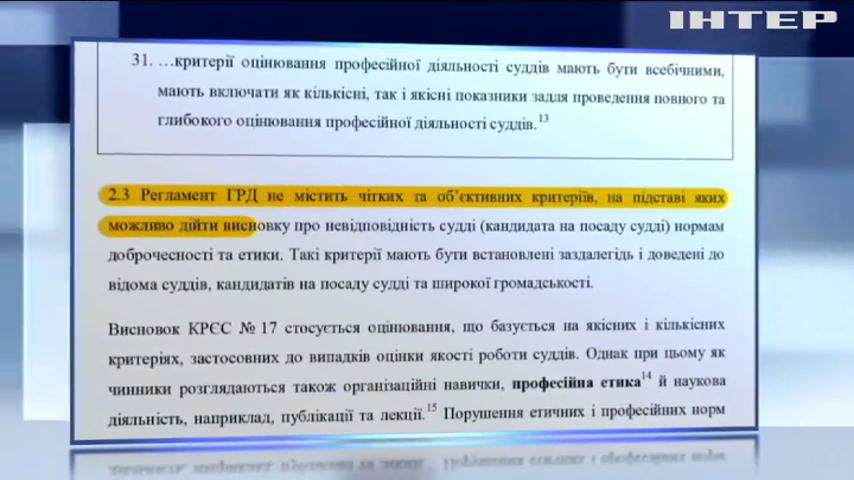 ІНТЕР
31. …критерії оцінювання професійної діяльності суддів мають бути всебічними,
мають включати як кількісні, так і якісні показники задля проведення повного та
глибокого оцінювання професійної діяльності суддів.13
2.3 Регламент ГРД не містить чітких та об’єктивних критеріїв, на підставі яких
можливо дійти висновку про невідповідність судді (кандидата на посаду судді) нормам
доброчесності та етики. Такі критерії мають бути встановлені заздалегідь і доведені до
відома суддів, кандидатів на посаду судді та широкої громадськості.
Висновок КРЄС № 17 стосується оцінювання, що базується на якісних і кількісних
критеріях, застосовних до випадків оцінки якості роботи суддів. Однак при цьому як
чинники розглядаються також організаційні навички, професійна етика14 й наукова
діяльність, наприклад, публікації та лекції.15 Порушення етичних і професійних норм